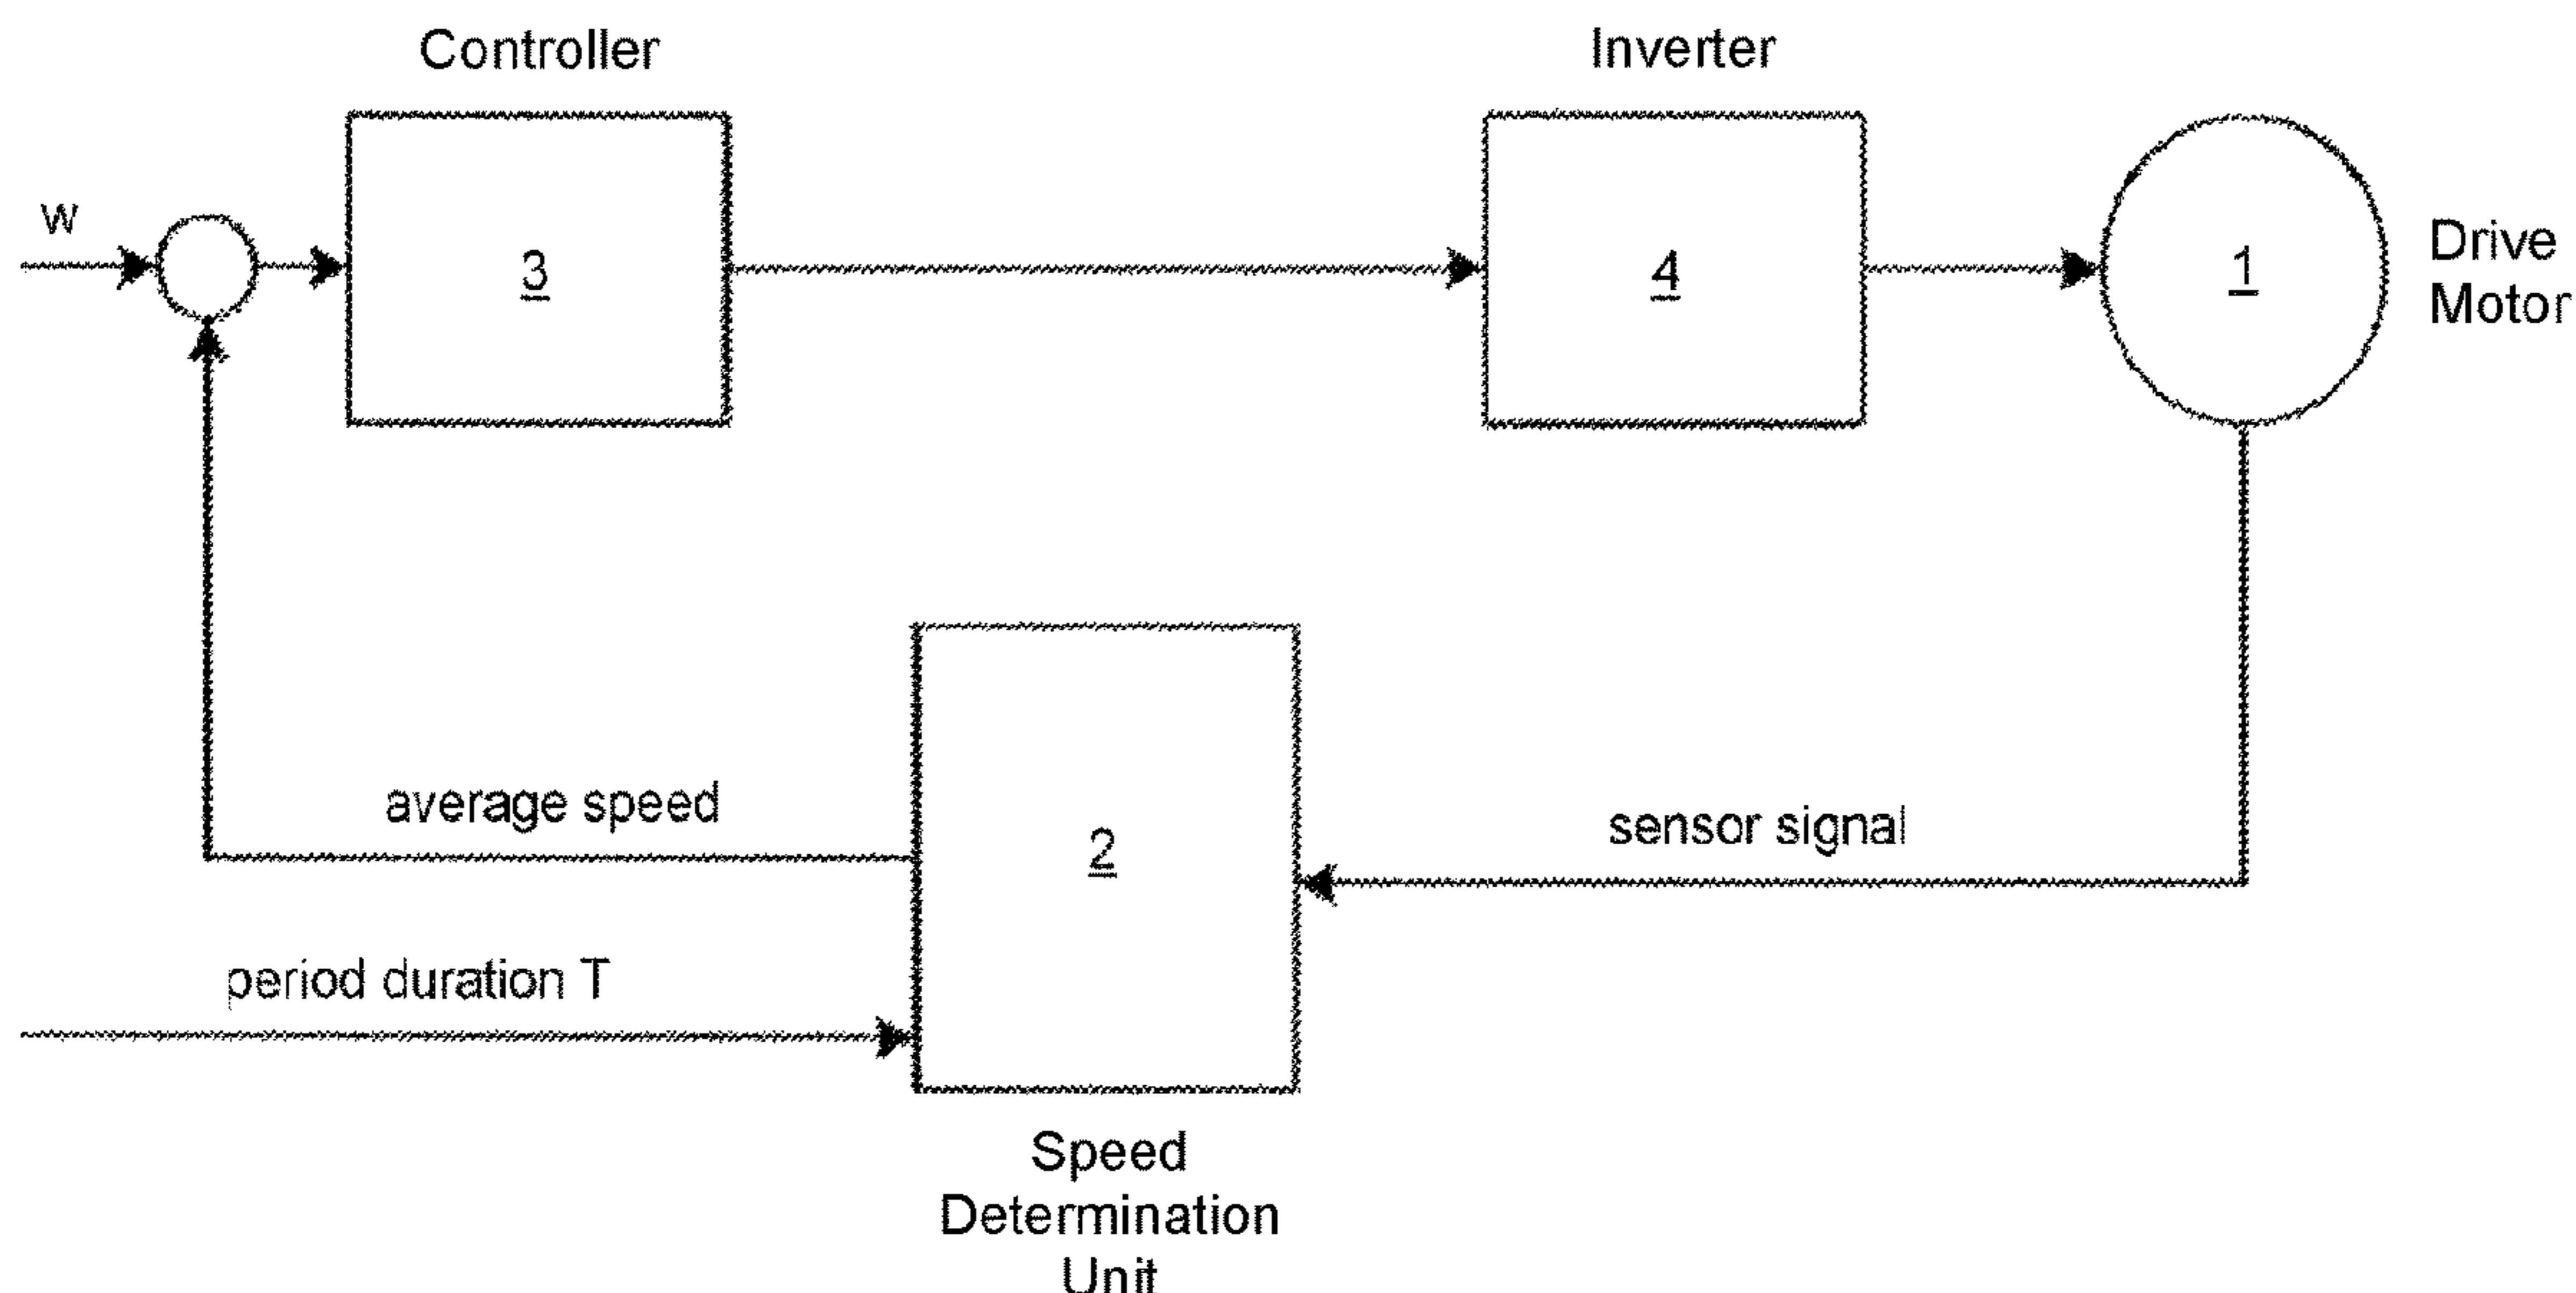 Controller
Inverter
w
3
4
1
Drive
Motor
average speed
2
sensor signal
period duration T
Speed
Determination
Unit